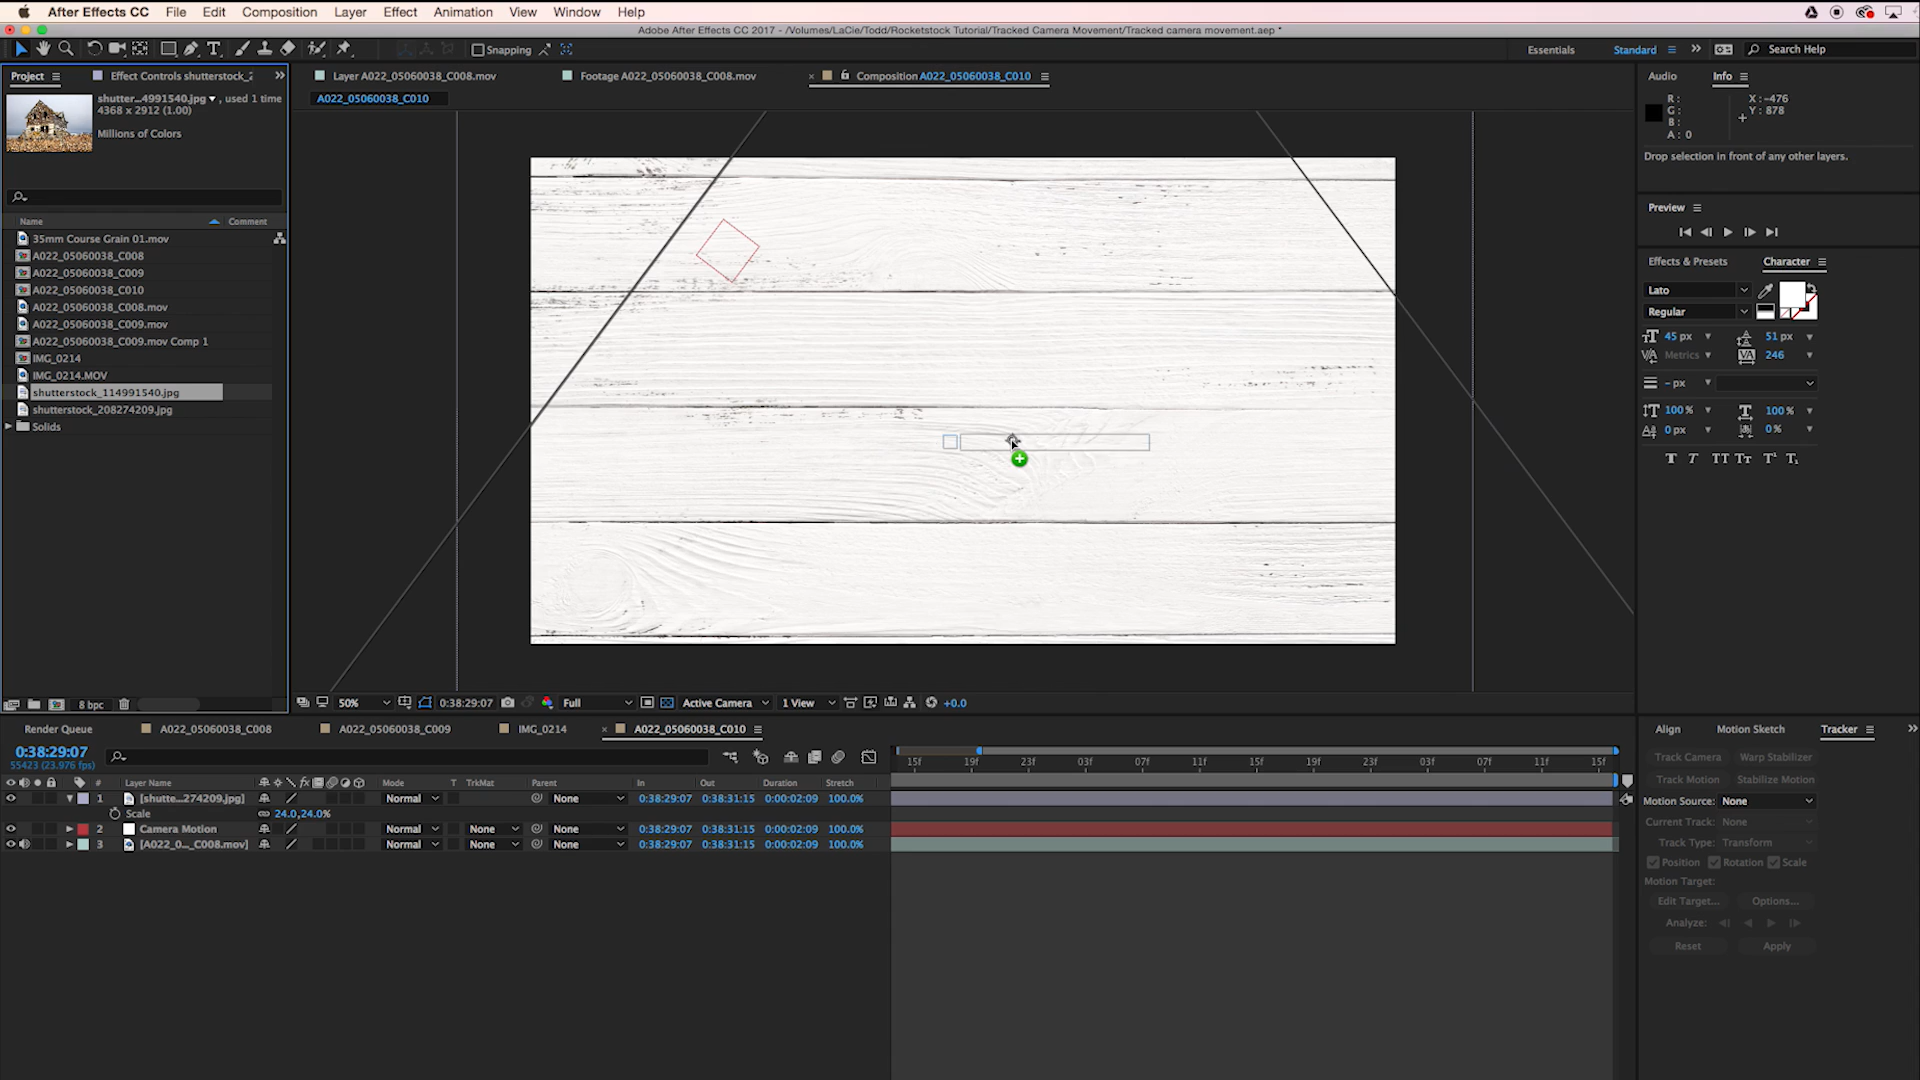 After Effects CC File Edit Composition Layer Effect Animation View Window Help
Adobe After Effects CC 2017 - /Volumes/LaCie/Todd/Rocketstock Tutorial/Tracked Camera Movement/Tracked camera movement.aep *
Snapping
Essentials Standard Search Help
Project Effect Controls shutterstock_2
Layer A022_05060038_C008.mov Footage A022_05060038_C008.mov Composition A022_05060038_C010
Audio Info
shutter...4991540.jpg , used 1 time
4368 x 2912 (1.00)
Millions of Colors
A022_05060038_C010
R:
G:
B:
A: 0
X: -476
Y: 878
Drop selection in front of any other layers.
Name Comment
35mm Course Grain 01.mov
A022_05060038_C008
A022_05060038_C009
A022_05060038_C010
A022_05060038_C008.mov
A022_05060038_C009.mov
A022_05060038_C009.mov Comp 1
IMG_0214
IMG_0214.MOV
shutterstock_114991540.jpg
shutterstock_208274209.jpg
Solids
Preview
Effects & Presets Character
Lato
Regular
45 px 51 px
Metrics 246
- px
100 % 100 %
0 px 0 %
T T TT Tt T¹ T₁
8 bpc
50% 0:38:29:07 Full Active Camera 1 View +0.0
Render Queue A022_05060038_C008 A022_05060038_C009 IMG_0214 A022_05060038_C010
0:38:29:07
55423 (23.976 fps)
# Layer Name Mode T TrkMat Parent In Out Duration Stretch
15f 19f 23f 03f 07f 11f 15f 19f 23f 03f 07f 11f 15f
1 [shutte...274209.jpg] Normal None 0:38:29:07 0:38:31:15 0:00:02:09 100.0%
Scale 24.0,24.0%
2 Camera Motion Normal None None 0:38:29:07 0:38:31:15 0:00:02:09 100.0%
3 [A022_0..._C008.mov] Normal None None 0:38:29:07 0:38:31:15 0:00:02:09 100.0%
Align Motion Sketch Tracker
Track Camera Warp Stabilizer
Track Motion Stabilize Motion
Motion Source: None
Current Track: None
Track Type: Transform
Position Rotation Scale
Motion Target:
Edit Target... Options...
Analyze:
Reset Apply